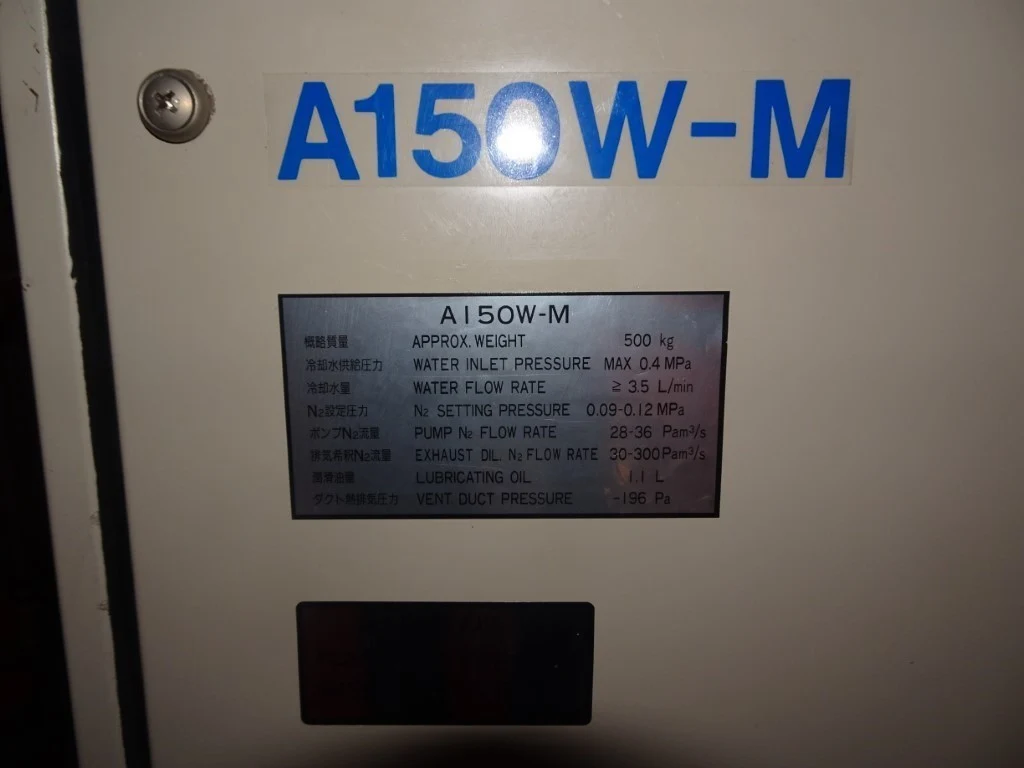 A150W-M
A150W-M
概略質量 APPROX. WEIGHT 500 kg
冷却水供給圧力 WATER INLET PRESSURE MAX 0.4 MPa
冷却水量 WATER FLOW RATE ≥ 3.5 L/min
N₂設定圧力 N₂ SETTING PRESSURE 0.09-0.12 MPa
ポンプN₂流量 PUMP N₂ FLOW RATE 28-36 Pam³/s
排気希釈N₂流量 EXHAUST DIL. N₂ FLOW RATE 30-300 Pam³/s
潤滑油量 LUBRICATING OIL 1.1 L
ダクト熱排気圧力 VENT DUCT PRESSURE -196 Pa